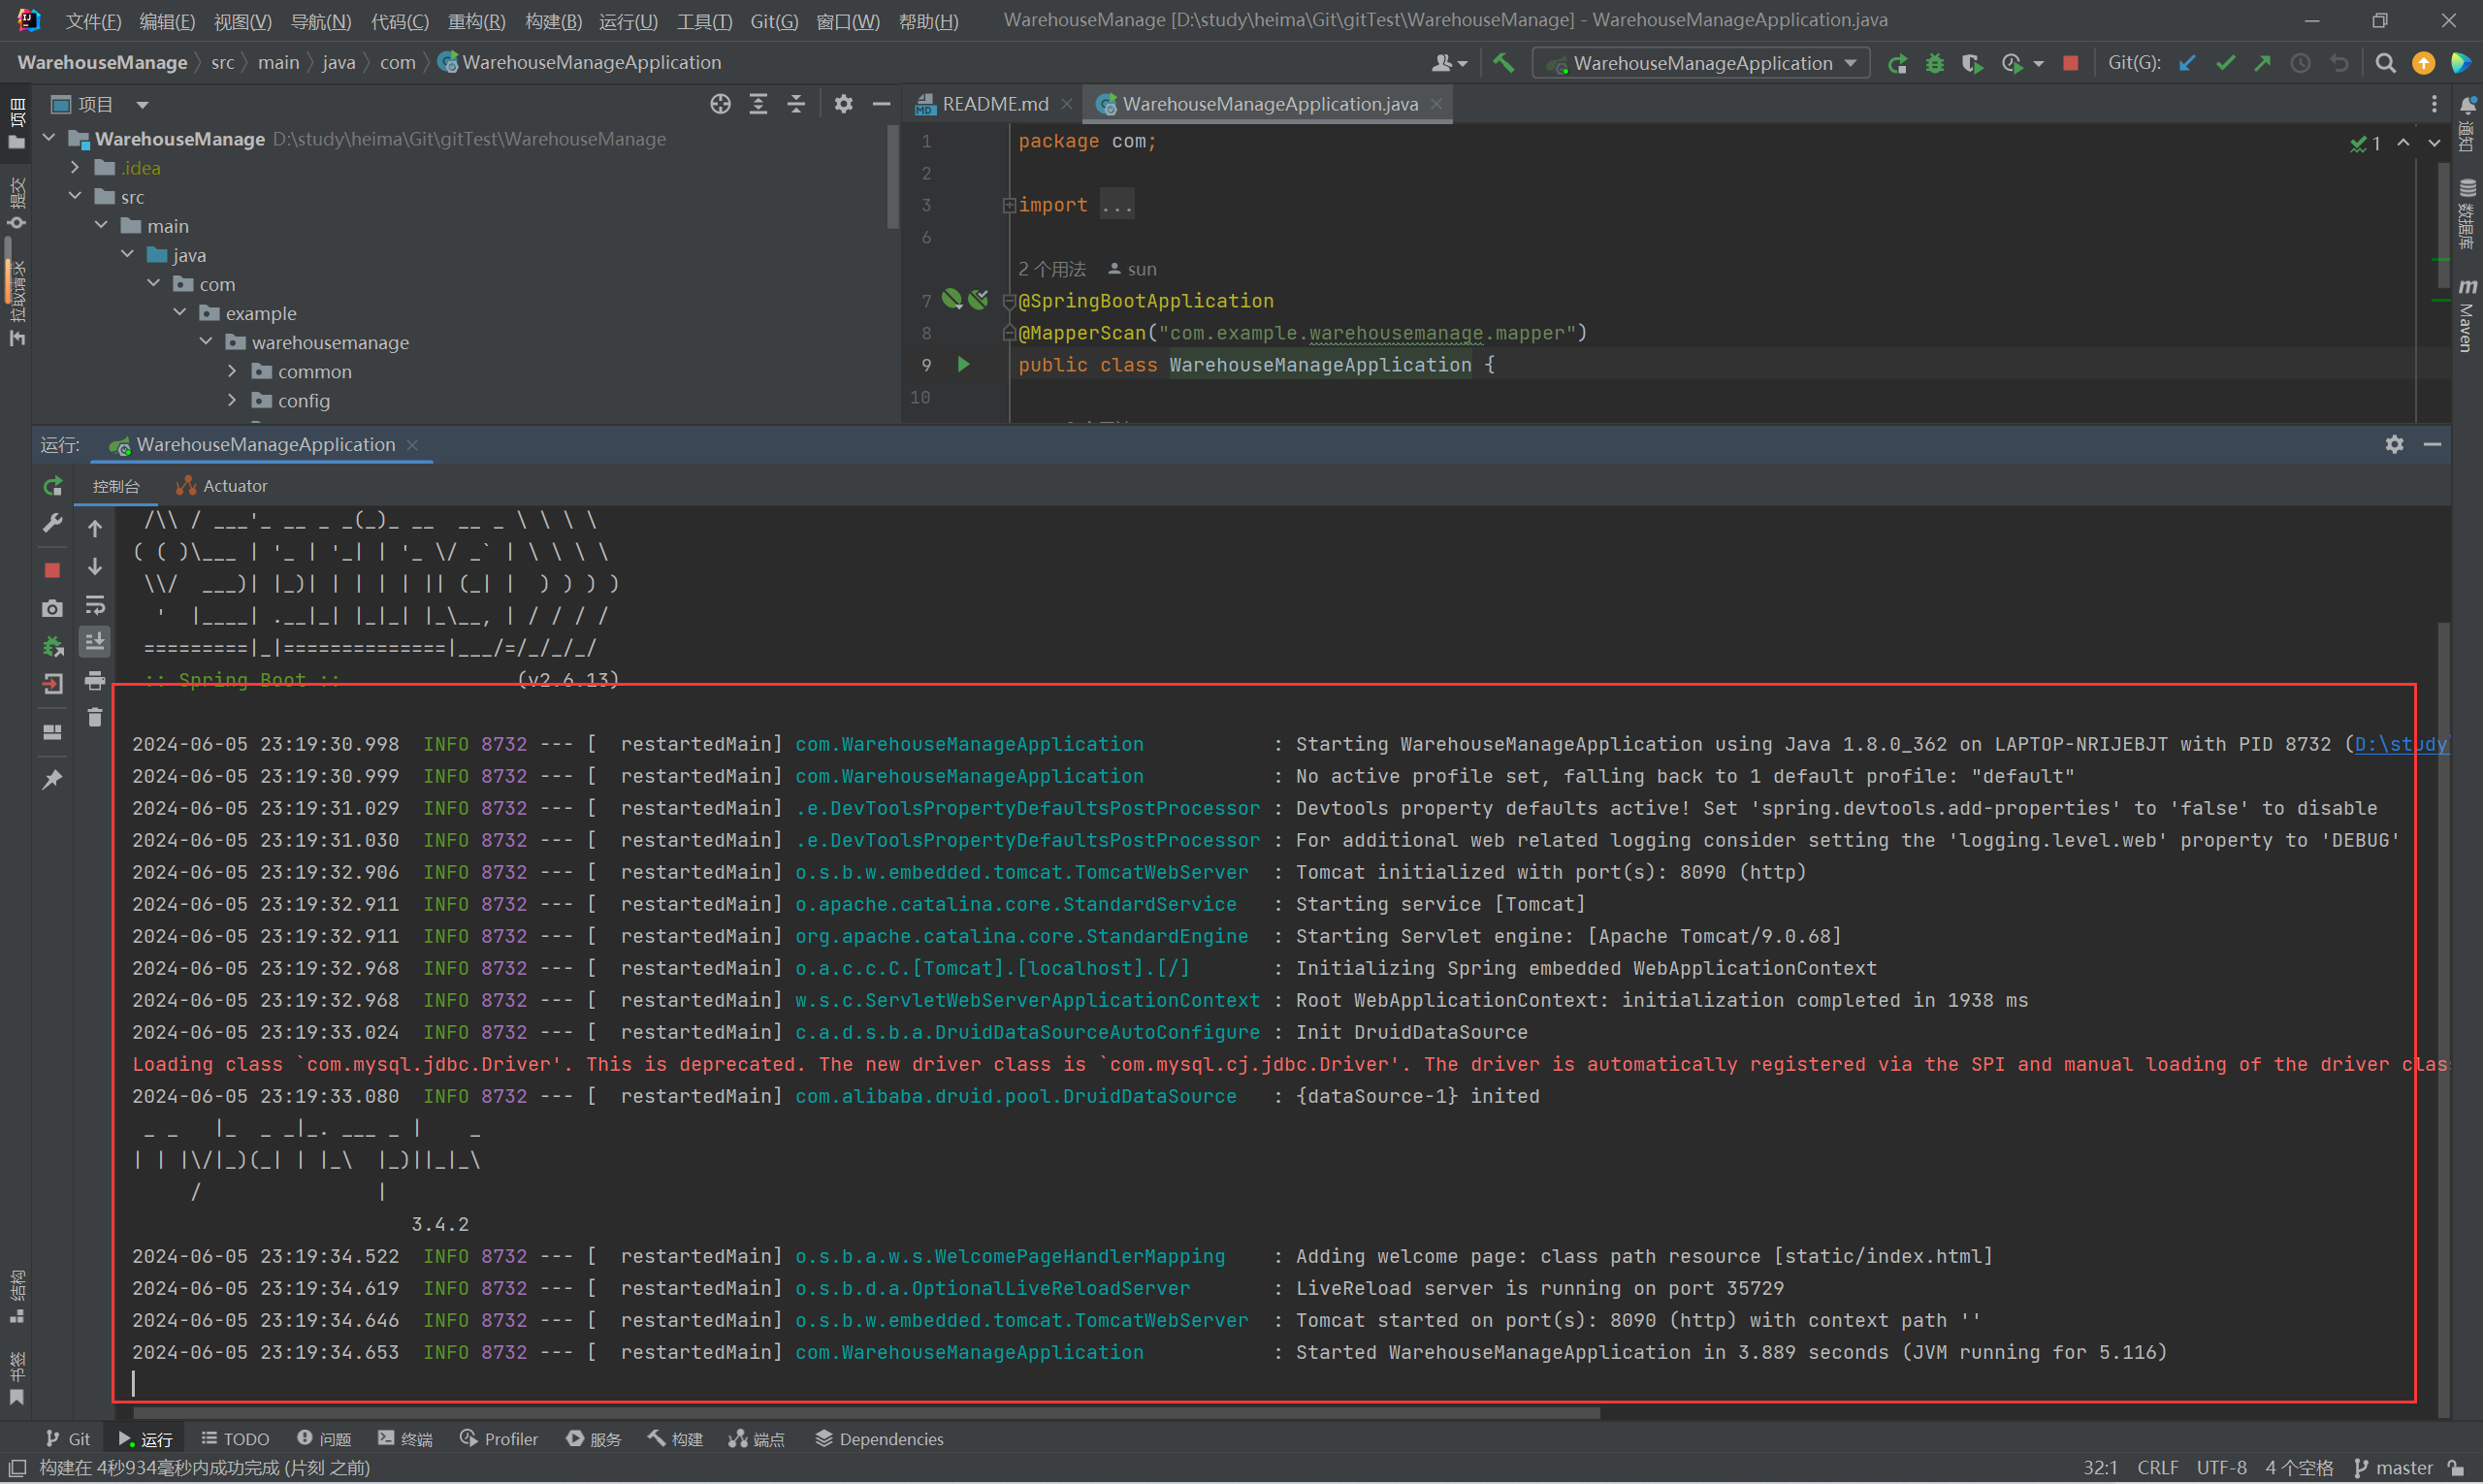 文件(F) 编辑(E) 视图(V) 导航(N) 代码(C) 重构(R) 构建(B) 运行(U) 工具(T) Git(G) 窗口(W) 帮助(H) WarehouseManage [D:\study\heima\Git\gitTest\WarehouseManage] - WarehouseManageApplication.java
WarehouseManage src main java com WarehouseManageApplication WarehouseManageApplication Git(G):
项目 README.md WarehouseManageApplication.java
项目
提交
拉取请求
WarehouseManage D:\study\heima\Git\gitTest\WarehouseManage
.idea
src
main
java
com
example
warehousemanage
common
config
1 package com;
2
3 import ...
6
2 个用法 sun
7 @SpringBootApplication
8 @MapperScan("com.example.warehousemanage.mapper")
9 public class WarehouseManageApplication {
10
1
通知
数据库
Maven
运行: WarehouseManageApplication
控制台 Actuator
 /\\ / ___'_ __ _ _(_)_ __  __ _ \ \ \ \
( ( )\___ | '_ | '_| | '_ \/ _` | \ \ \ \
 \\/  ___)| |_)| | | | | || (_| |  ) ) ) )
  '  |____| .__|_| |_|_| |_\__, | / / / /
 =========|_|==============|___/=/_/_/_/
:: Spring Boot :: (v2.6.13)
2024-06-05 23:19:30.998 INFO 8732 --- [ restartedMain] com.WarehouseManageApplication : Starting WarehouseManageApplication using Java 1.8.0_362 on LAPTOP-NRIJEBJT with PID 8732 (D:\study
2024-06-05 23:19:30.999 INFO 8732 --- [ restartedMain] com.WarehouseManageApplication : No active profile set, falling back to 1 default profile: "default"
2024-06-05 23:19:31.029 INFO 8732 --- [ restartedMain] .e.DevToolsPropertyDefaultsPostProcessor : Devtools property defaults active! Set 'spring.devtools.add-properties' to 'false' to disable
2024-06-05 23:19:31.030 INFO 8732 --- [ restartedMain] .e.DevToolsPropertyDefaultsPostProcessor : For additional web related logging consider setting the 'logging.level.web' property to 'DEBUG'
2024-06-05 23:19:32.906 INFO 8732 --- [ restartedMain] o.s.b.w.embedded.tomcat.TomcatWebServer : Tomcat initialized with port(s): 8090 (http)
2024-06-05 23:19:32.911 INFO 8732 --- [ restartedMain] o.apache.catalina.core.StandardService : Starting service [Tomcat]
2024-06-05 23:19:32.911 INFO 8732 --- [ restartedMain] org.apache.catalina.core.StandardEngine : Starting Servlet engine: [Apache Tomcat/9.0.68]
2024-06-05 23:19:32.968 INFO 8732 --- [ restartedMain] o.a.c.c.C.[Tomcat].[localhost].[/] : Initializing Spring embedded WebApplicationContext
2024-06-05 23:19:32.968 INFO 8732 --- [ restartedMain] w.s.c.ServletWebServerApplicationContext : Root WebApplicationContext: initialization completed in 1938 ms
2024-06-05 23:19:33.024 INFO 8732 --- [ restartedMain] c.a.d.s.b.a.DruidDataSourceAutoConfigure : Init DruidDataSource
Loading class `com.mysql.jdbc.Driver'. This is deprecated. The new driver class is `com.mysql.cj.jdbc.Driver'. The driver is automatically registered via the SPI and manual loading of the driver clas
2024-06-05 23:19:33.080 INFO 8732 --- [ restartedMain] com.alibaba.druid.pool.DruidDataSource : {dataSource-1} inited
 _ _   |_  _ _|_. ___ _ |    _
| | |\/|_)(_| | |_\  |_)||_|_\
     /               |
3.4.2
2024-06-05 23:19:34.522 INFO 8732 --- [ restartedMain] o.s.b.a.w.s.WelcomePageHandlerMapping : Adding welcome page: class path resource [static/index.html]
2024-06-05 23:19:34.619 INFO 8732 --- [ restartedMain] o.s.b.d.a.OptionalLiveReloadServer : LiveReload server is running on port 35729
2024-06-05 23:19:34.646 INFO 8732 --- [ restartedMain] o.s.b.w.embedded.tomcat.TomcatWebServer : Tomcat started on port(s): 8090 (http) with context path ''
2024-06-05 23:19:34.653 INFO 8732 --- [ restartedMain] com.WarehouseManageApplication : Started WarehouseManageApplication in 3.889 seconds (JVM running for 5.116)
结构
书签
Git 运行 TODO 问题 终端 Profiler 服务 构建 端点 Dependencies
构建在 4秒934毫秒内成功完成 (片刻 之前) 32:1 CRLF UTF-8 4 个空格 master